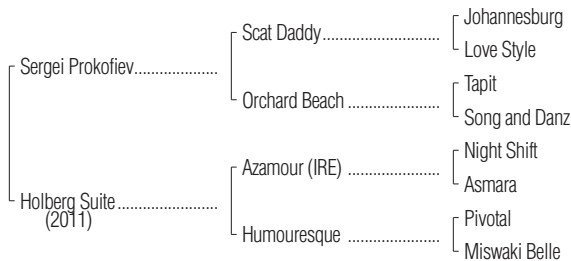 Johannesburg
Scat Daddy
Love Style
Sergei Prokofiev
Tapit
Orchard Beach
Song and Danz
Night Shift
Azamour (IRE)
Asmara
Holberg Suite
(2011)
Pivotal
Humouresque
Miswaki Belle